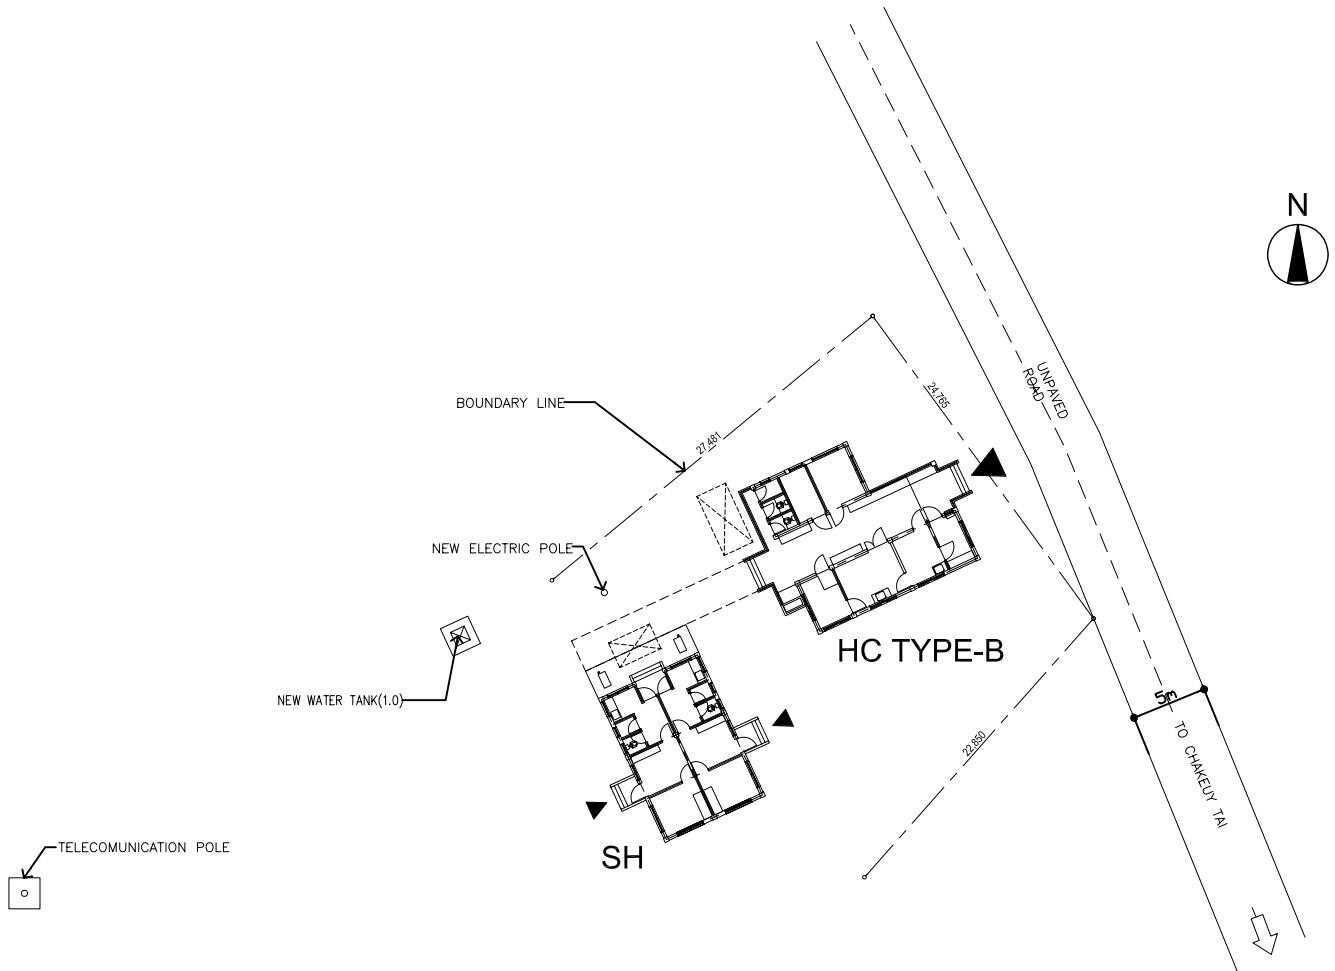 N
UNPAVED
ROAD
24.765
BOUNDARY LINE
27.481
NEW ELECTRIC POLE
HC TYPE-B
NEW WATER TANK(1.0)
5m
22.850
TO CHAKEUY TAI
TELECOMUNICATION POLE
SH